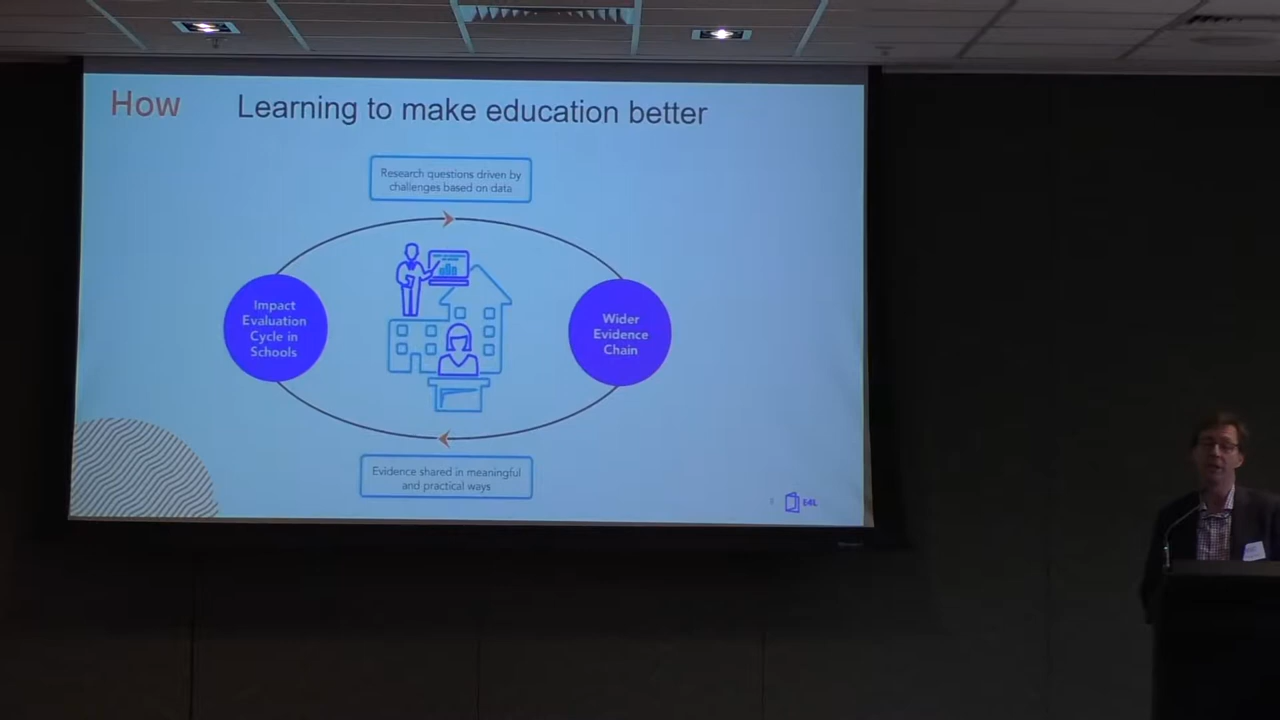 How
Learning to make education better
Research questions driven by
challenges based on data
Impact
Evaluation
Cycle in
Schools
Wider
Evidence
Chain
Evidence shared in meaningful
and practical ways
E4L